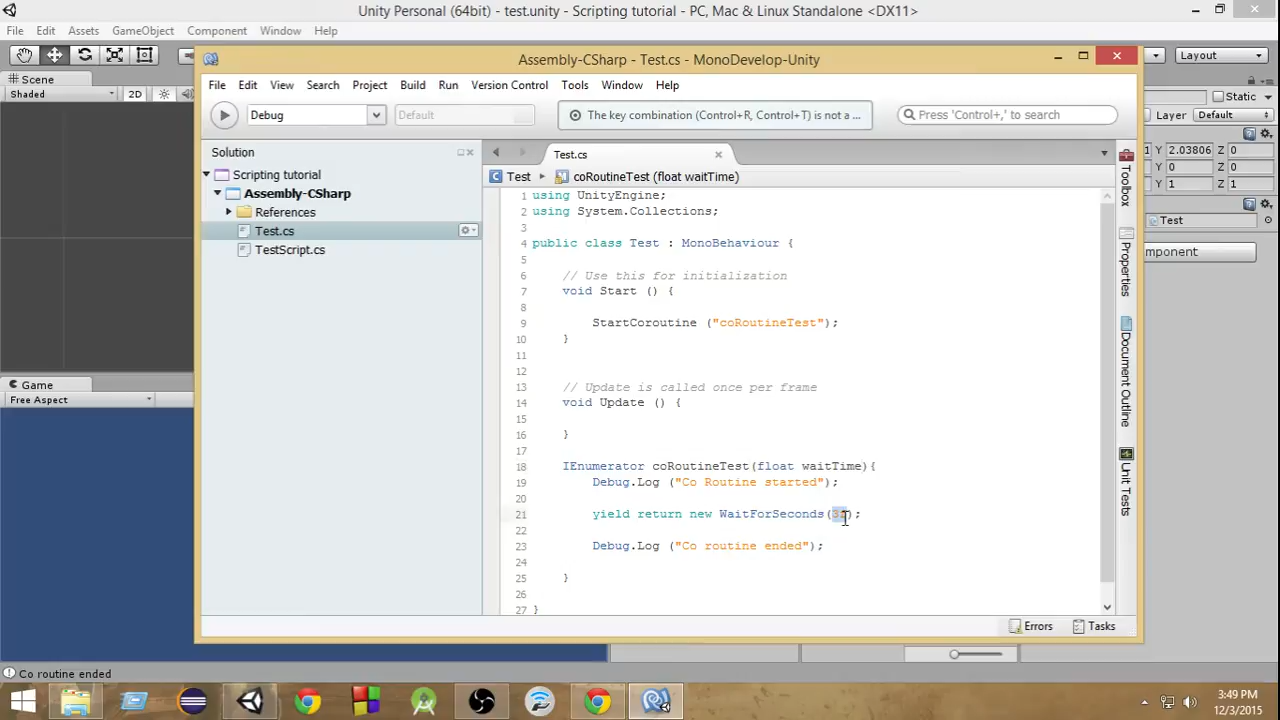 Unity Personal (64bit) - test.unity - Scripting tutorial - PC, Mac & Linux Standalone <DX11>
File Edit Assets GameObject Component Window Help
Layout
Scene
Shaded 2D
Static
Layer Default
Y 2.03806 Z 0
Y 0 Z 0
Y 1 Z 1
Test
mponent
Game
Free Aspect
Assembly-CSharp - Test.cs - MonoDevelop-Unity
File Edit View Search Project Build Run Version Control Tools Window Help
Debug Default The key combination (Control+R, Control+T) is not a ... Press 'Control+,' to search
Solution
Scripting tutorial
Assembly-CSharp
References
Test.cs
TestScript.cs
Test.cs
Test coRoutineTest (float waitTime)
1 using UnityEngine;
2 using System.Collections;
3
4 public class Test : MonoBehaviour {
5
6 // Use this for initialization
7 void Start () {
8
9 StartCoroutine ("coRoutineTest");
10 }
11
12
13 // Update is called once per frame
14 void Update () {
15
16 }
17
18 IEnumerator coRoutineTest(float waitTime){
19 Debug.Log ("Co Routine started");
20
21 yield return new WaitForSeconds(3f);
22
23 Debug.Log ("Co routine ended");
24
25 }
26
27 }
Toolbox
Properties
Document Outline
Unit Tests
Errors Tasks
Co routine ended
3:49 PM
12/3/2015